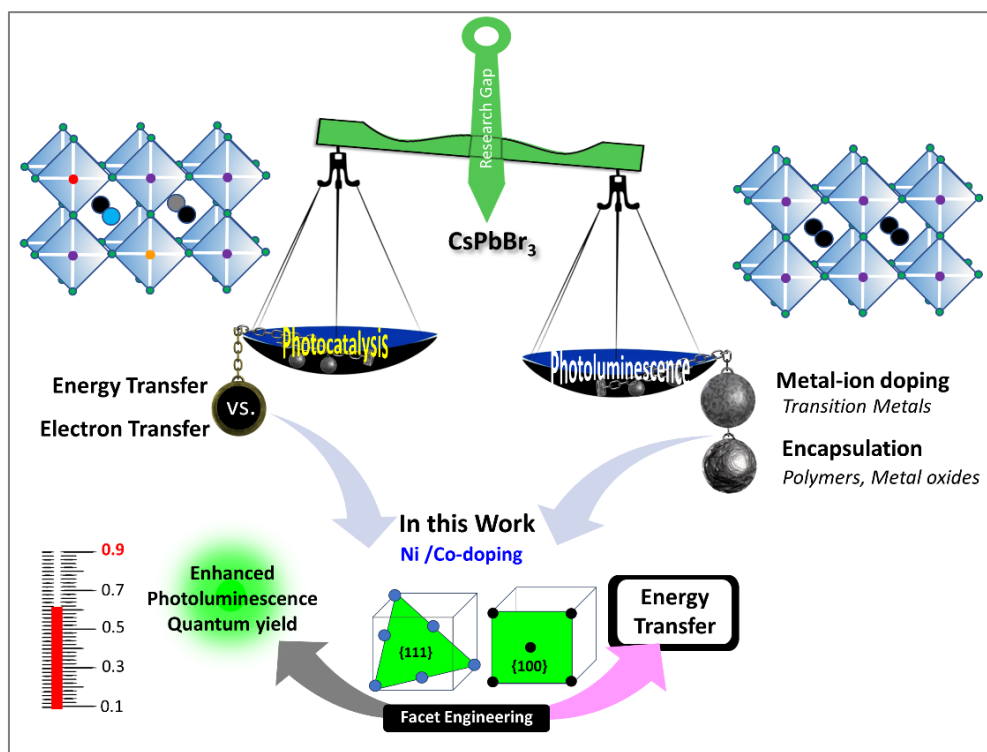 Research Gap
CsPbBr₃
Photocatalysis
Photoluminescence
Energy Transfer
vs.
Electron Transfer
Metal-ion doping
Transition Metals
Encapsulation
Polymers, Metal oxides
In this Work
Ni /Co-doping
0.9
0.7
0.5
0.3
0.1
Enhanced
Photoluminescence
Quantum yield
{111}
{100}
Energy
Transfer
Facet Engineering